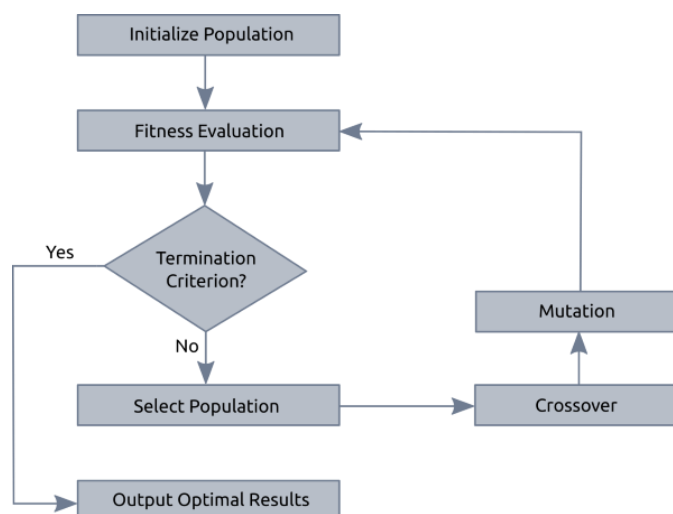 Initialize Population
Fitness Evaluation
Yes
Termination
Criterion?
Mutation
No
Select Population
Crossover
Output Optimal Results